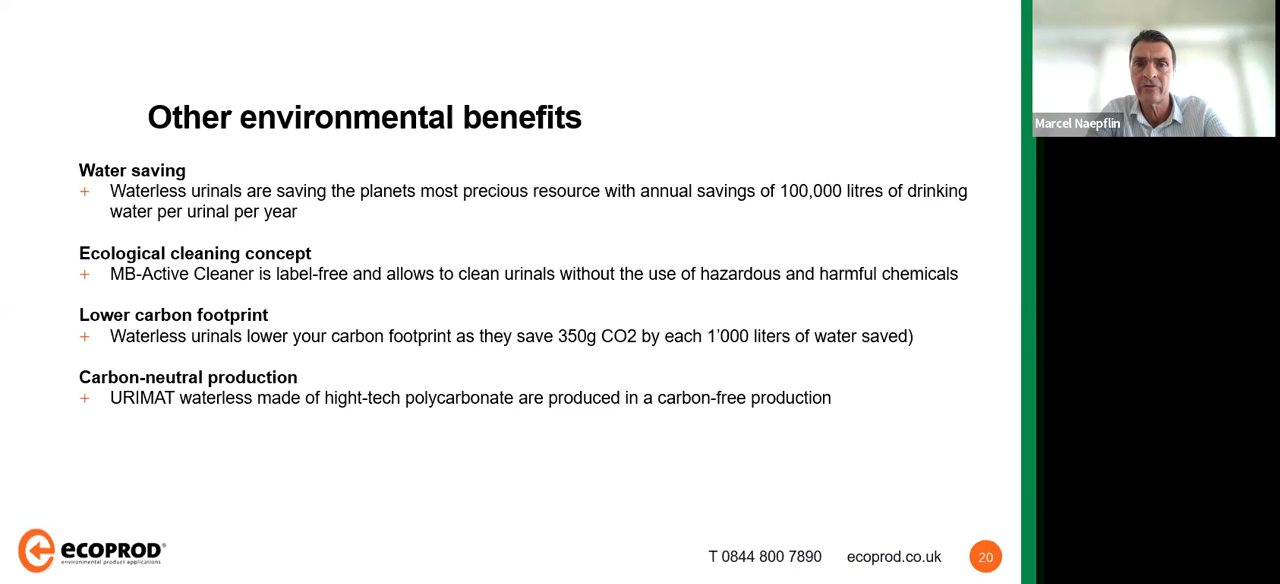 Other environmental benefits
Water saving
+ Waterless urinals are saving the planets most precious resource with annual savings of 100,000 litres of drinking
water per urinal per year
Ecological cleaning concept
+ MB-Active Cleaner is label-free and allows to clean urinals without the use of hazardous and harmful chemicals
Lower carbon footprint
+ Waterless urinals lower your carbon footprint as they save 350g CO2 by each 1’000 liters of water saved)
Carbon-neutral production
+ URIMAT waterless made of hight-tech polycarbonate are produced in a carbon-free production
Marcel Naepflin
ecoprod®
environmental product applications
T 0844 800 7890 ecoprod.co.uk 20